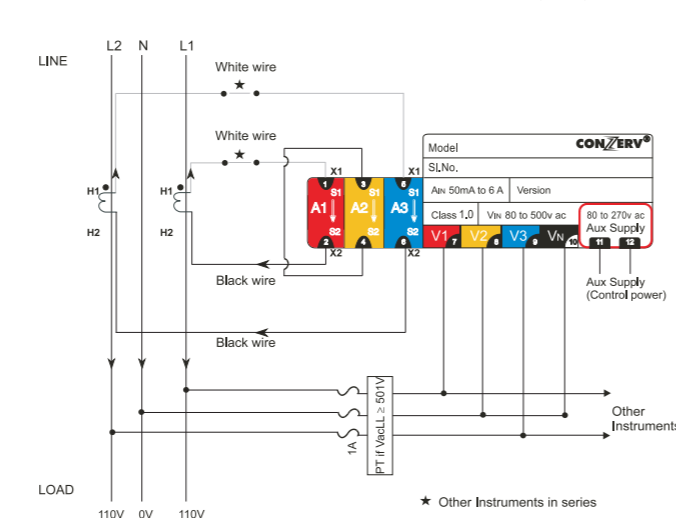 L2 N L1
LINE
White wire
★
White wire
★
X1 X1
1 3 5
S1 S1 S1
A1 A2 A3
S2 S2 S2
2 4 6
X2 X2
Model CONZERV®
SI.No.
AIN 50mA to 6 A Version
Class 1.0 VIN 80 to 500v ac
80 to 270v ac
Aux Supply
V1 7 V2 8 V3 9 VN 10 11 12
Aux Supply
(Control power)
H1 H1
H2 H2
Black wire
Black wire
PT if VacLL ≥ 501V
1A
Other
Instruments
LOAD
★ Other Instruments in series
110V 0V 110V